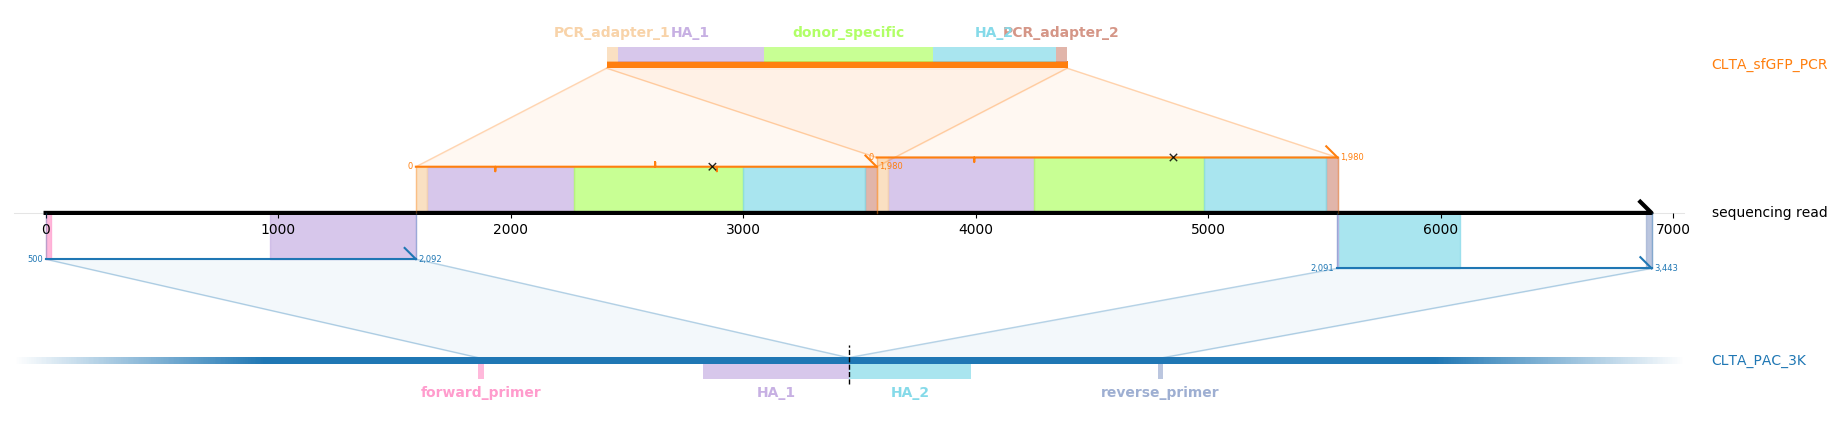 PCR_adapter_1 HA_1 donor_specific HA_2 PCR_adapter_2
CLTA_sfGFP_PCR
0 1,980 0 1,980
sequencing read
0 1000 2000 3000 4000 5000 6000 7000
500 2,092 2,091 3,443
CLTA_PAC_3K
forward_primer HA_1 HA_2 reverse_primer